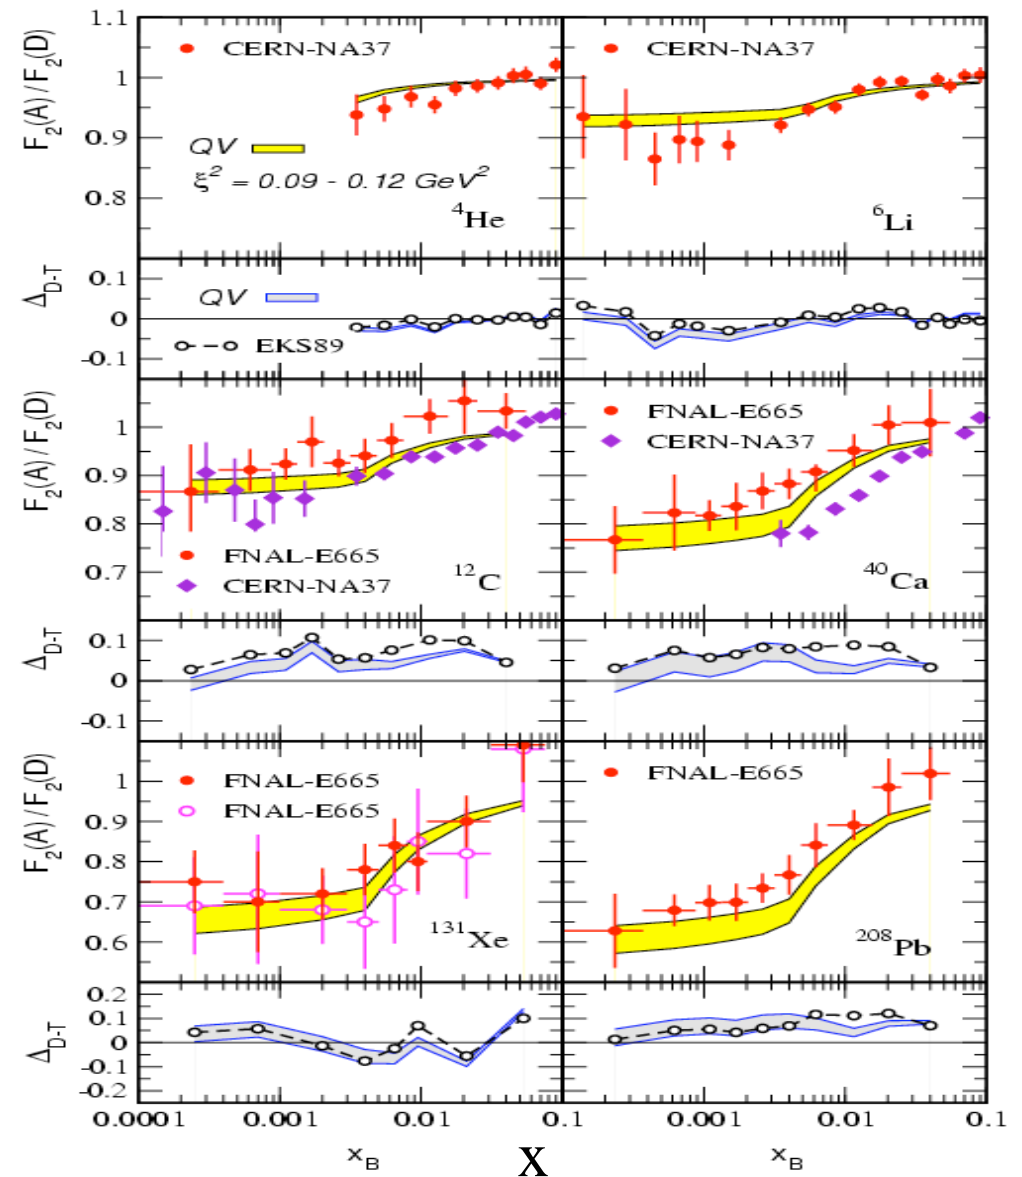 1.1
1
0.9
0.8
F₂(A) / F₂(D)
CERN-NA37
QV
ξ² = 0.09 - 0.12 GeV²
⁴He
CERN-NA37
⁶Li
0.1
0
-0.1
Δ_D-T
QV
EKS89
1
0.9
0.8
0.7
F₂(A) / F₂(D)
FNAL-E665
CERN-NA37
¹²C
FNAL-E665
CERN-NA37
⁴⁰Ca
0.1
0
-0.1
Δ_D-T
1
0.9
0.8
0.7
0.6
F₂(A) / F₂(D)
FNAL-E665
FNAL-E665
¹³¹Xe
FNAL-E665
²⁰⁸Pb
0.2
0.1
0
-0.1
-0.2
Δ_D-T
0.0001 0.001 0.01 0.1 0.001 0.01 0.1
x_B X x_B